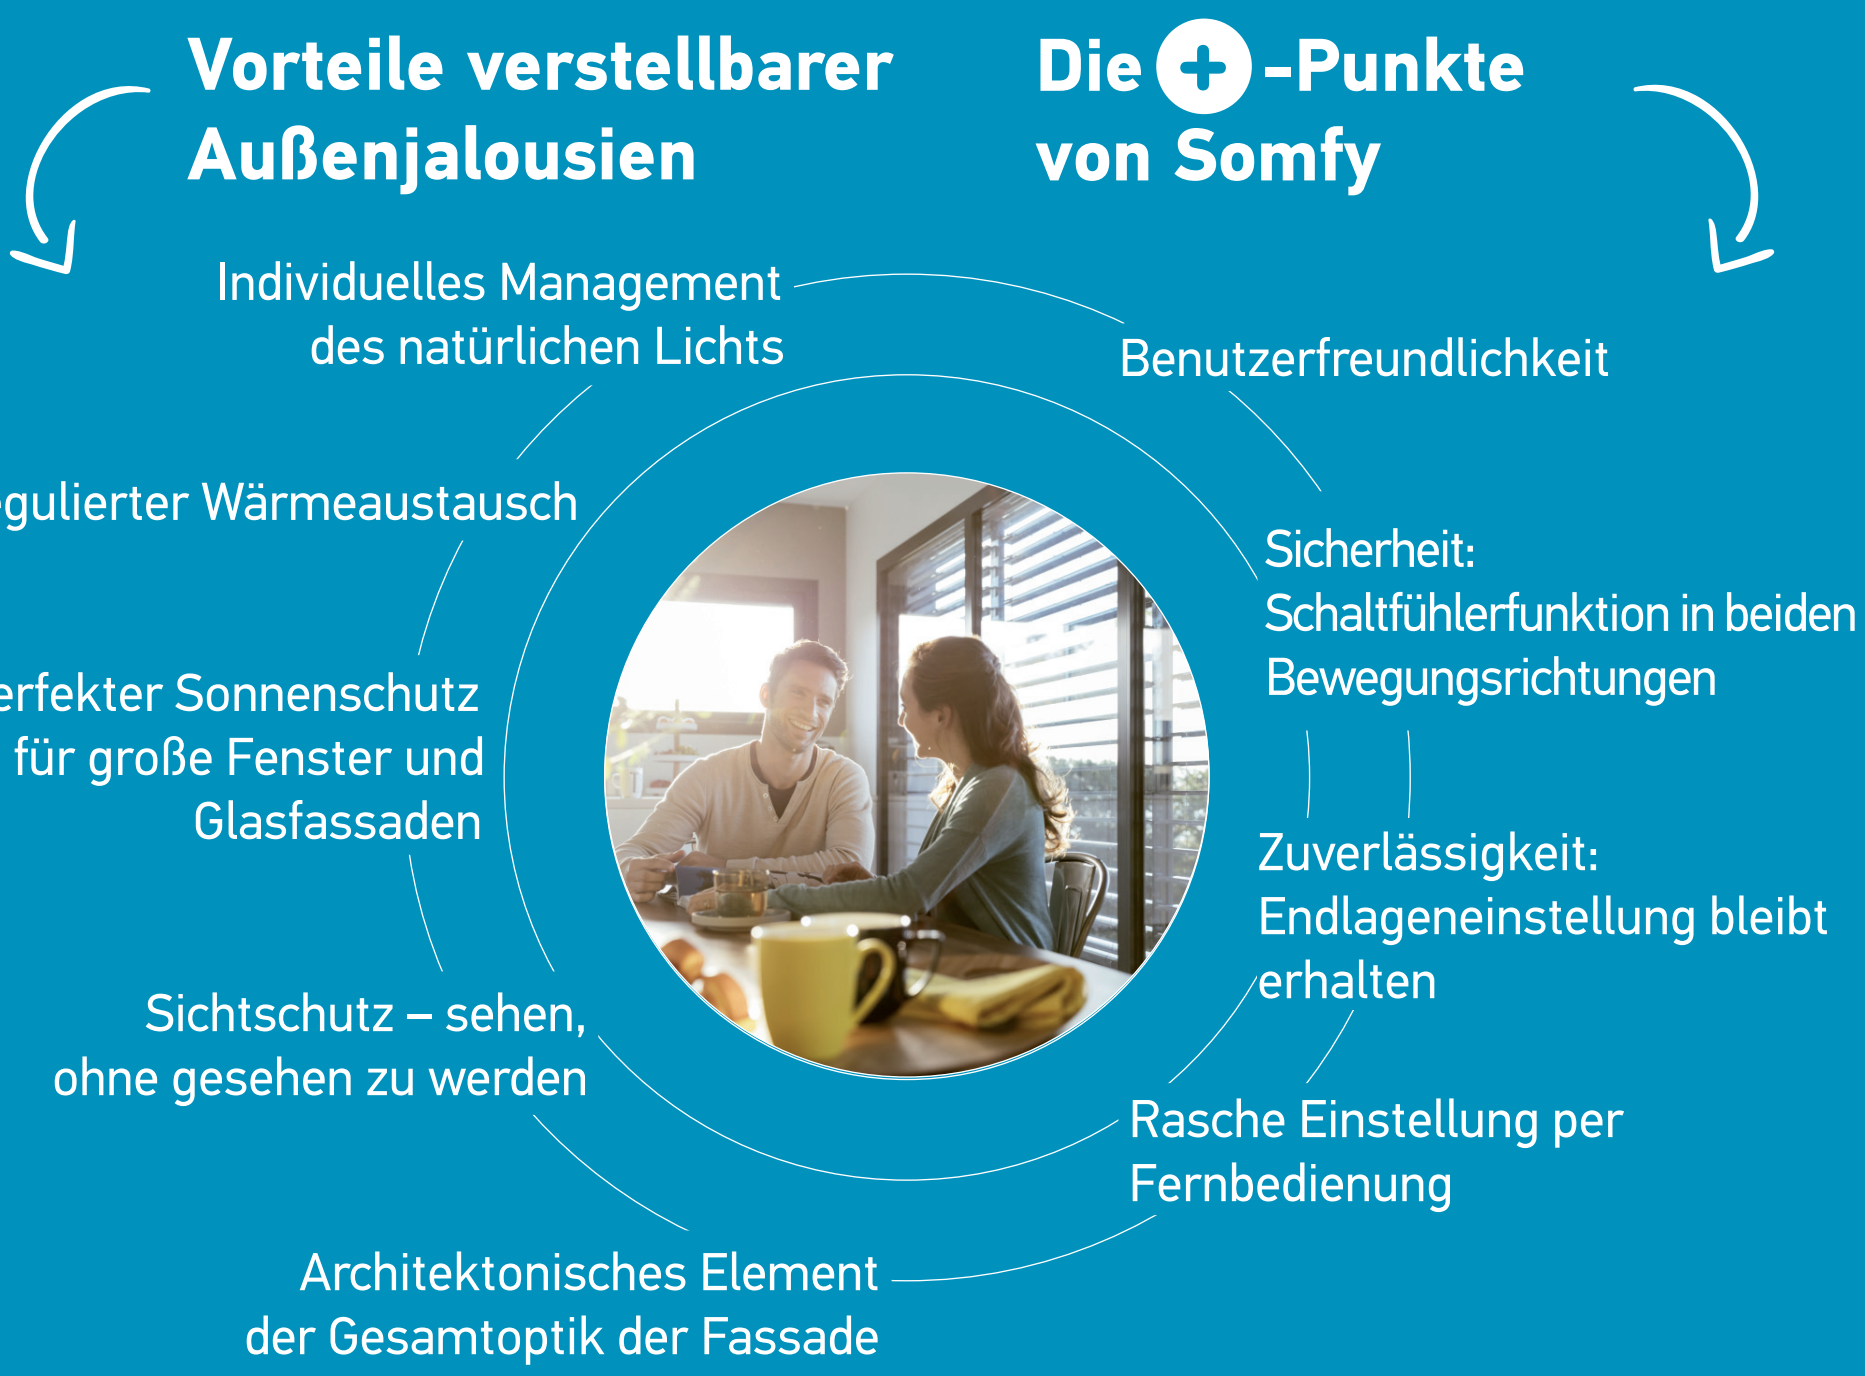 Vorteile verstellbarer
Außenjalousien
Individuelles Management
des natürlichen Lichts
egulierter Wärmeaustausch
erfekter Sonnenschutz
für große Fenster und
Glasfassaden
Sichtschutz – sehen,
ohne gesehen zu werden
Architektonisches Element
der Gesamtoptik der Fassade
Die + -Punkte
von Somfy
Benutzerfreundlichkeit
Sicherheit:
Schaltfühlerfunktion in beiden
Bewegungsrichtungen
Zuverlässigkeit:
Endlageneinstellung bleibt
erhalten
Rasche Einstellung per
Fernbedienung